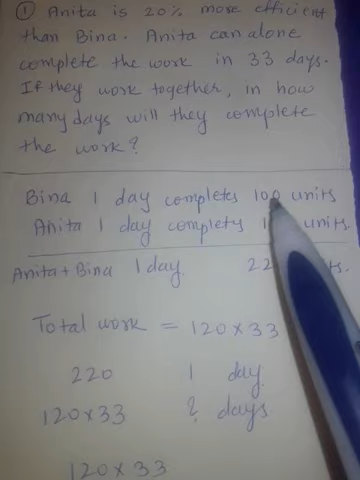 ① Anita is 20% more efficient
than Bina. Anita can alone
complete the work in 33 days.
If they work together, in how
many days will they complete
the work?
Bina 1 day completes 100 units
Anita 1 day complets units.
Anita + Bina 1 day
Total work = 120 × 33
220 1 day
120 × 33 ? days
120 × 33